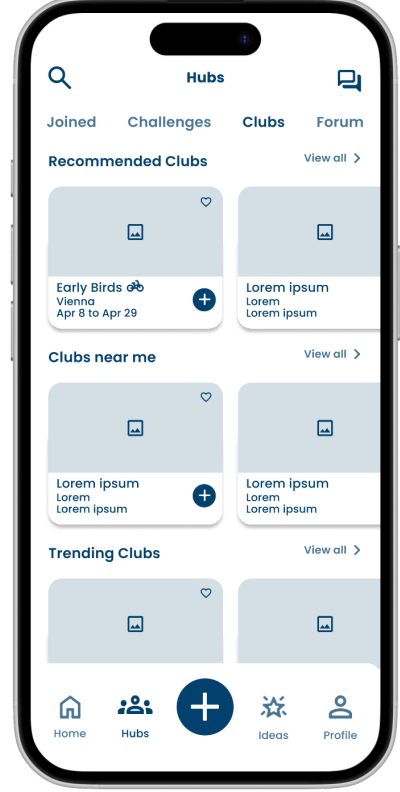 Hubs
Joined Challenges Clubs Forum
Recommended Clubs View all
Early Birds
Vienna
Apr 8 to Apr 29
Lorem ipsum
Lorem
Lorem ipsum
Clubs near me View all
Lorem ipsum
Lorem
Lorem ipsum
Lorem ipsum
Lorem
Lorem ipsum
Trending Clubs View all
Home Hubs Ideas Profile